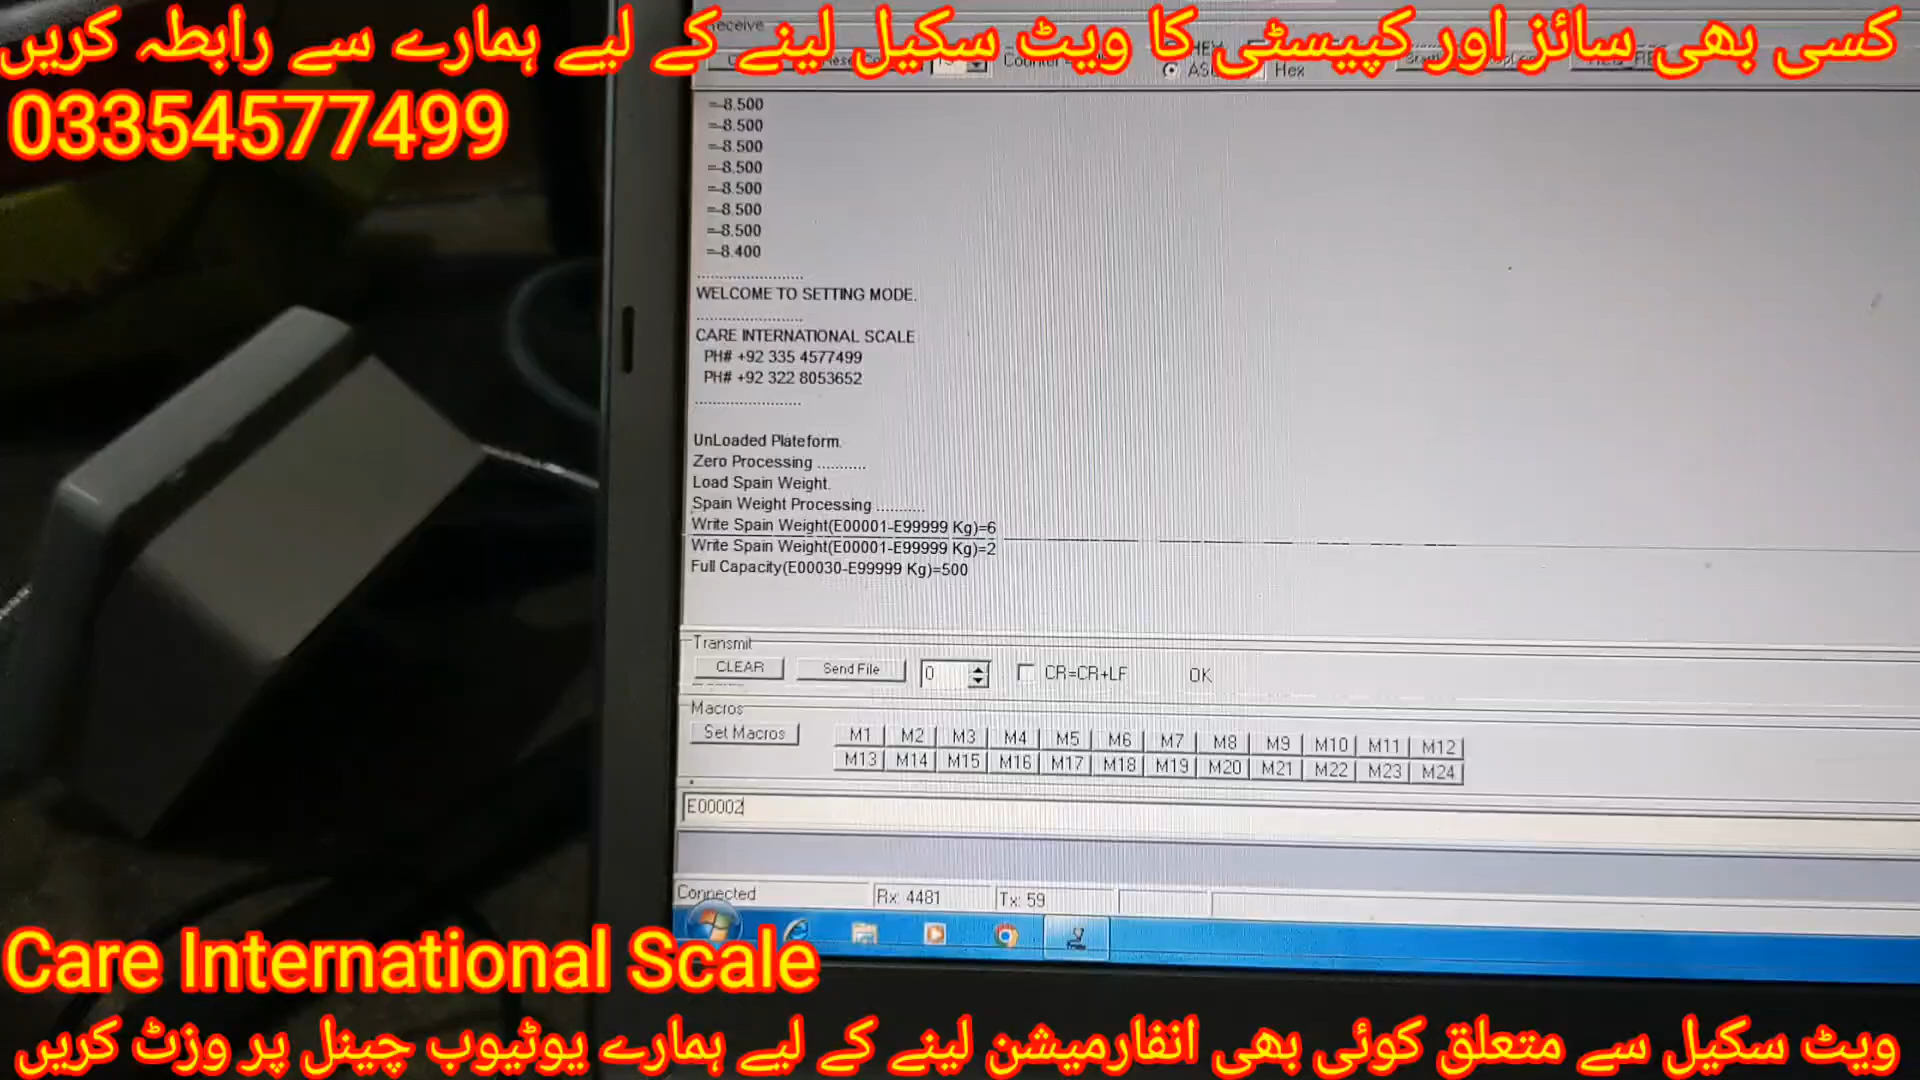 کسی بھی سائز اور کپیسٹی کا ویٹ سکیل لینے کے لیے ہمارے سے رابطہ کریں
03354577499
Hex
=-8.500
=-8.500
=-8.500
=-8.500
=-8.500
=-8.500
=-8.500
=-8.400
........................
WELCOME TO SETTING MODE.
........................
CARE INTERNATIONAL SCALE
PH# +92 335 4577499
PH# +92 322 8053652
........................
UnLoaded Plateform.
Zero Processing ...........
Load Spain Weight.
Spain Weight Processing ...........
Write Spain Weight(E00001-E99999 Kg)=6
Write Spain Weight(E00001-E99999 Kg)=2
Full Capacity(E00030-E99999 Kg)=500
Transmit
CLEAR Send File 0 CR=CR+LF OK
Macros
Set Macros M1 M2 M3 M4 M5 M6 M7 M8 M9 M10 M11 M12
M13 M14 M15 M16 M17 M18 M19 M20 M21 M22 M23 M24
E00002
Connected Rx: 4481 Tx: 59
Care International Scale
ویٹ سکیل سے متعلق کوئی بھی انفارمیشن لینے کے لیے ہمارے یوٹیوب چینل پر وزٹ کریں